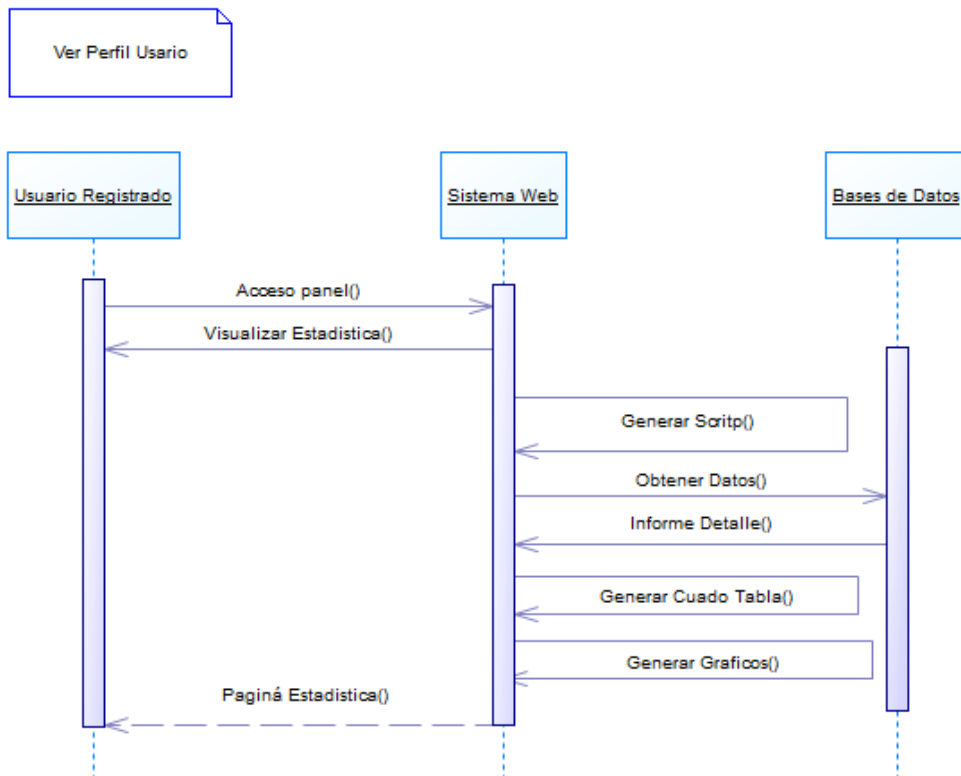 Ver Perfil Usario
Usuario Registrado
Sistema Web
Bases de Datos
Acceso panel()
Visualizar Estadistica()
Generar Scritp()
Obtener Datos()
Informe Detalle()
Generar Cuado Tabla()
Generar Graficos()
Paginá Estadistica()